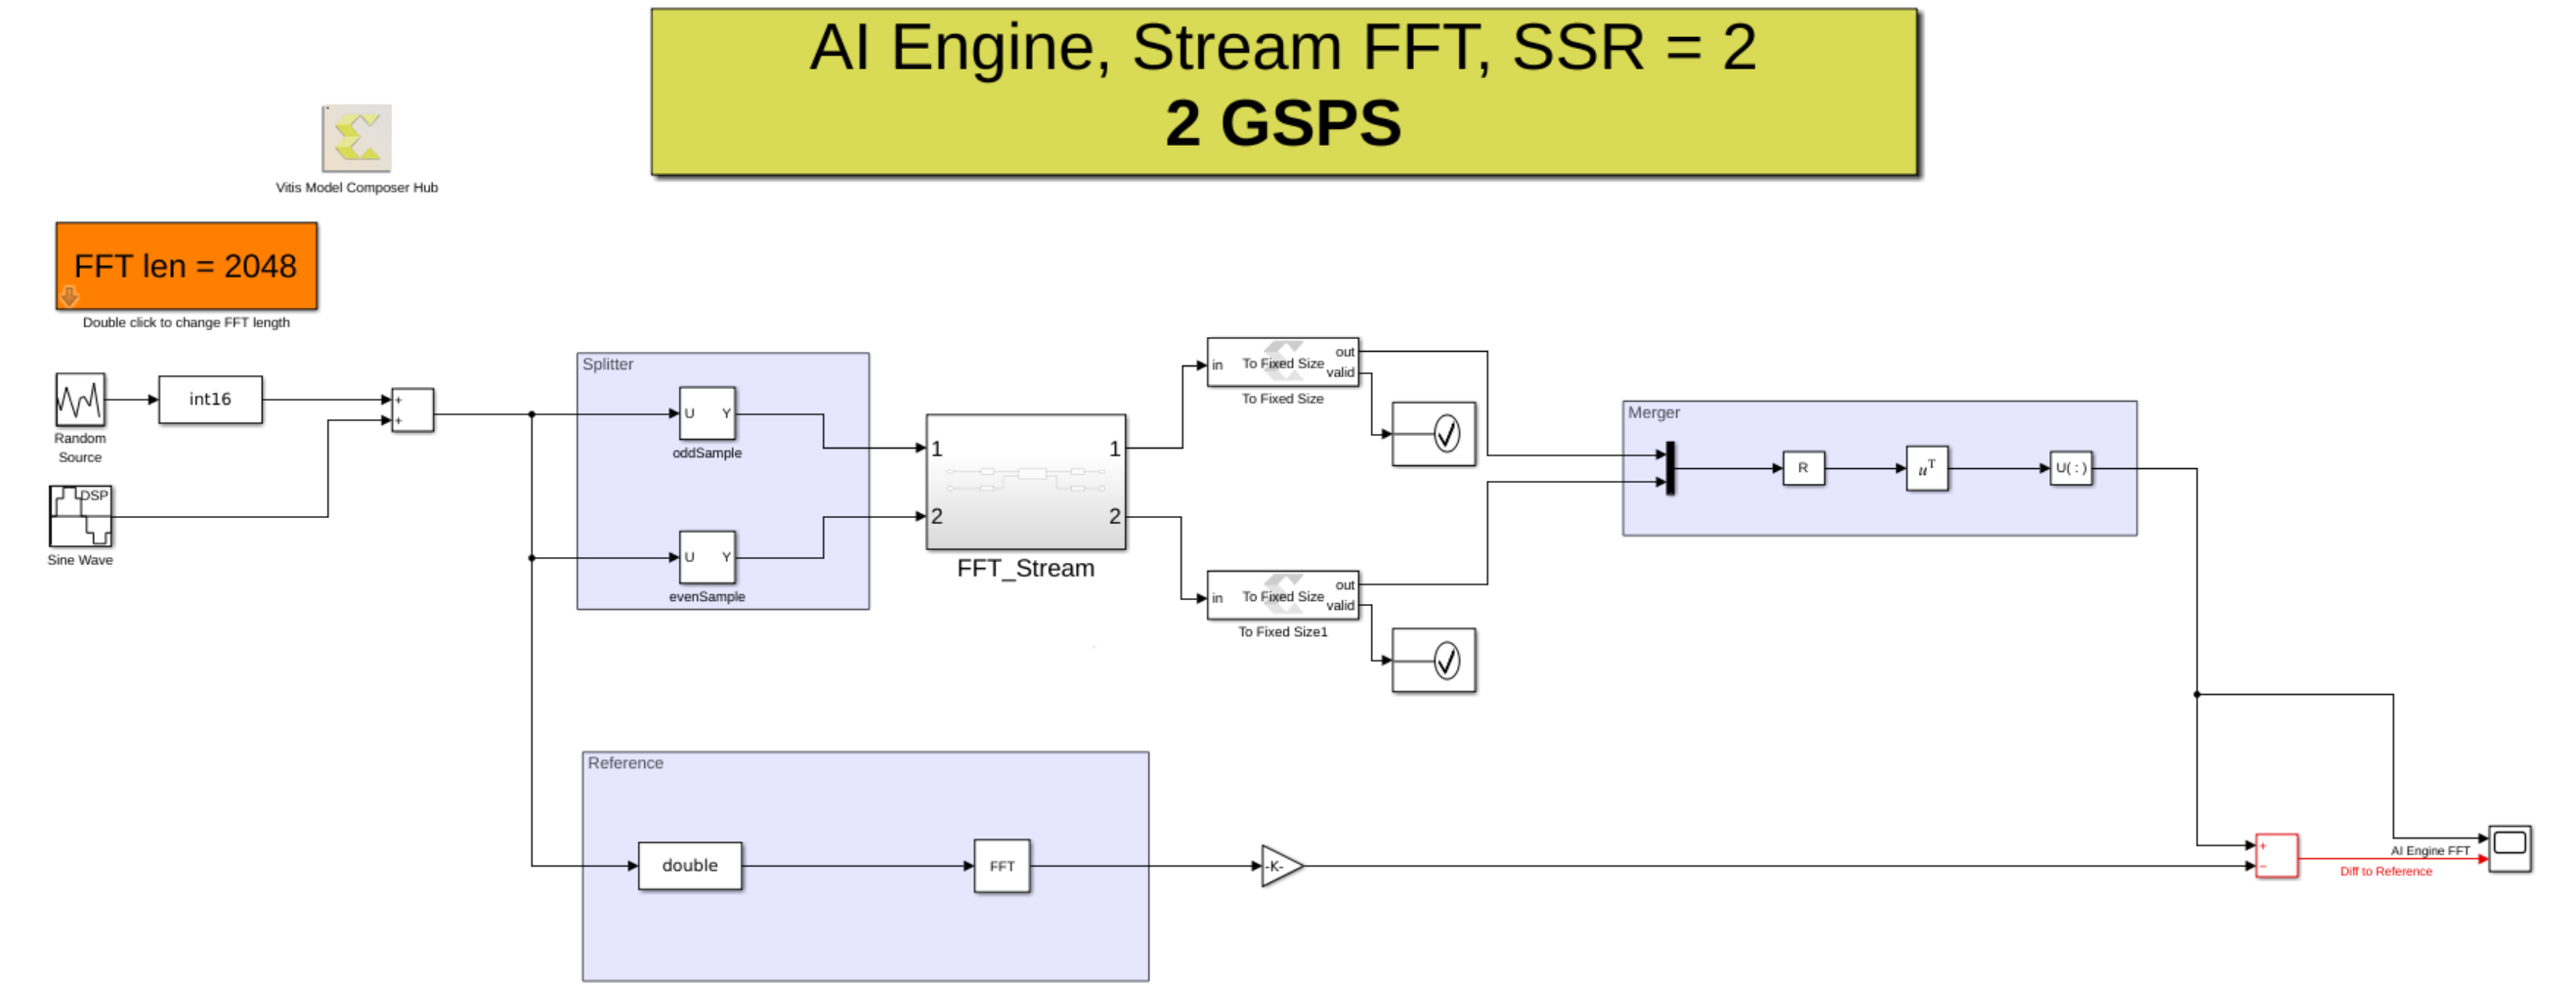 AI Engine, Stream FFT, SSR = 2
2 GSPS
Vitis Model Composer Hub
FFT len = 2048
Double click to change FFT length
Random
Source
int16
+
+
DSP
Sine Wave
Splitter
U Y
oddSample
U Y
evenSample
1 1
2 2
FFT_Stream
in To Fixed Size out
valid
To Fixed Size
in To Fixed Size out
valid
To Fixed Size1
Merger
R
uT
U( : )
Reference
double
FFT
-K-
+
−
AI Engine FFT
Diff to Reference